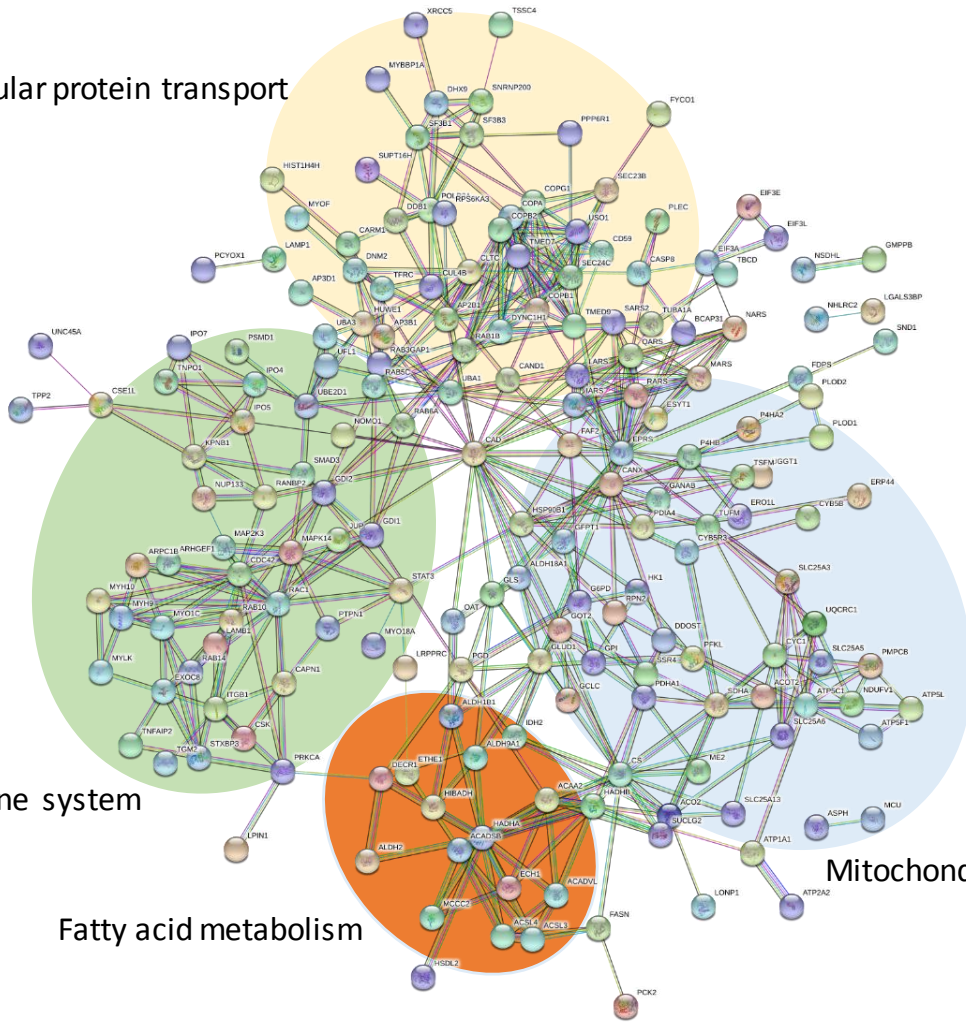 XRCC5
TSSC4
MYBBP1A
ular protein transport
DHX9
SNRNP200
FYCO1
SF3B1
SF3B3
PPP6R1
SUPT16H
HIST1H4H
SEC23B
COPG1
RPS6KA3
COPA
EIF3E
MYOF
DDB1
COPB2
USO1
PLEC
CARM1
EIF3L
TMED7
CD59
LAMP1
DNM2
CLTC
SEC24C
CASP8
EIF3A
GMPPB
PCYOX1
TFRC
CUL4B
TBCD
NSDHL
AP3D1
COPB1
HUWE1
AP2B1
DYNC1H1
TMED9
SARS2
TUBA1A
NHLRC2
LGALS3BP
UBA3
AP3B1
BCAP31
NARS
UNC45A
IPO7
PSMD1
UFL1
RAB3GAP1
RAB1B
QARS
SND1
TNPO1
IPO4
RAB5C
UBA1
CAND1
LARS
MARS
FDPS
PLOD2
TPP2
CSE1L
UBE2D1
RARS
IPO5
NOMO1
RAB6A
ESYT1
P4HA2
PLOD1
KPNB1
CAD
FAF2
EPRS
P4HB
SMAD3
CANX
TSFM
NUP133
RANBP2
GDI2
ERP44
HSP90B1
PDIA4
TUFM
ERO1L
CYB5B
MAP2K3
MAPK14
GDI1
GFPT1
CYB5R3
ARPC1B
ARHGEF1
CDC42
ALDH18A1
SLC25A3
MYH10
RAC1
STAT3
GLS
G6PD
HK1
MYH9
MYO1C
RAB10
PTPN1
OAT
GOT2
RPN2
UQCRC1
LAMB1
MYO18A
DDOST
CYC1
SLC25A5
MYLK
RAB14
LRPPRC
PGD
GLUD1
GPI
PFKL
PMPCB
EXOC8
CAPN1
SSR4
ACOT2
ITGB1
GCLC
PDHA1
SDHA
ATP5C1
NDUFV1
ATP5L
CSK
ALDH1B1
IDH2
SLC25A6
ATP5F1
TNFAIP2
STXBP3
TGM2
ALDH9A1
PRKCA
DECR1
ETHE1
CS
ME2
ne system
HIBADH
ACAA2
HADHB
ACO2
SLC25A13
MCU
HADHA
SUCLG2
ASPH
LPIN1
ACADSB
ATP1A1
ALDH2
Mitochond
ECH1
ACADVL
MCCC2
LONP1
ATP2A2
Fatty acid metabolism
ACSL4
ACSL3
FASN
HSDL2
PCK2